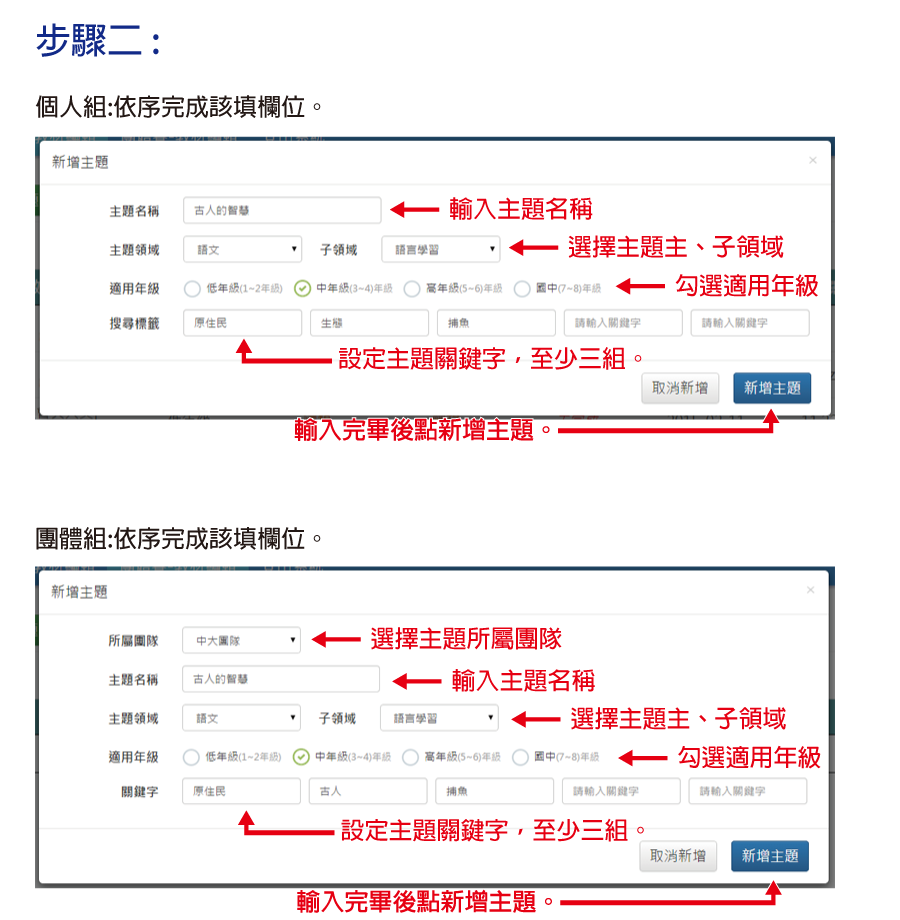 步驟二 :
個人組:依序完成該填欄位。
新增主題 ×
主題名稱 古人的智慧 輸入主題名稱
主題領域 語文 子領域 語言學習 選擇主題主、子領域
適用年級 低年級(1~2年級) 中年級(3~4)年級 高年級(5~6)年級 國中(7~8)年級 勾選適用年級
搜尋標籤 原住民 生態 捕魚 請輸入關鍵字 請輸入關鍵字
設定主題關鍵字，至少三組。
取消新增 新增主題
輸入完畢後點新增主題。
團體組:依序完成該填欄位。
新增主題 ×
所屬團隊 中大團隊 選擇主題所屬團隊
主題名稱 古人的智慧 輸入主題名稱
主題領域 語文 子領域 語言學習 選擇主題主、子領域
適用年級 低年級(1~2年級) 中年級(3~4)年級 高年級(5~6)年級 國中(7~8)年級 勾選適用年級
關鍵字 原住民 古人 捕魚 請輸入關鍵字 請輸入關鍵字
設定主題關鍵字，至少三組。
取消新增 新增主題
輸入完畢後點新增主題。